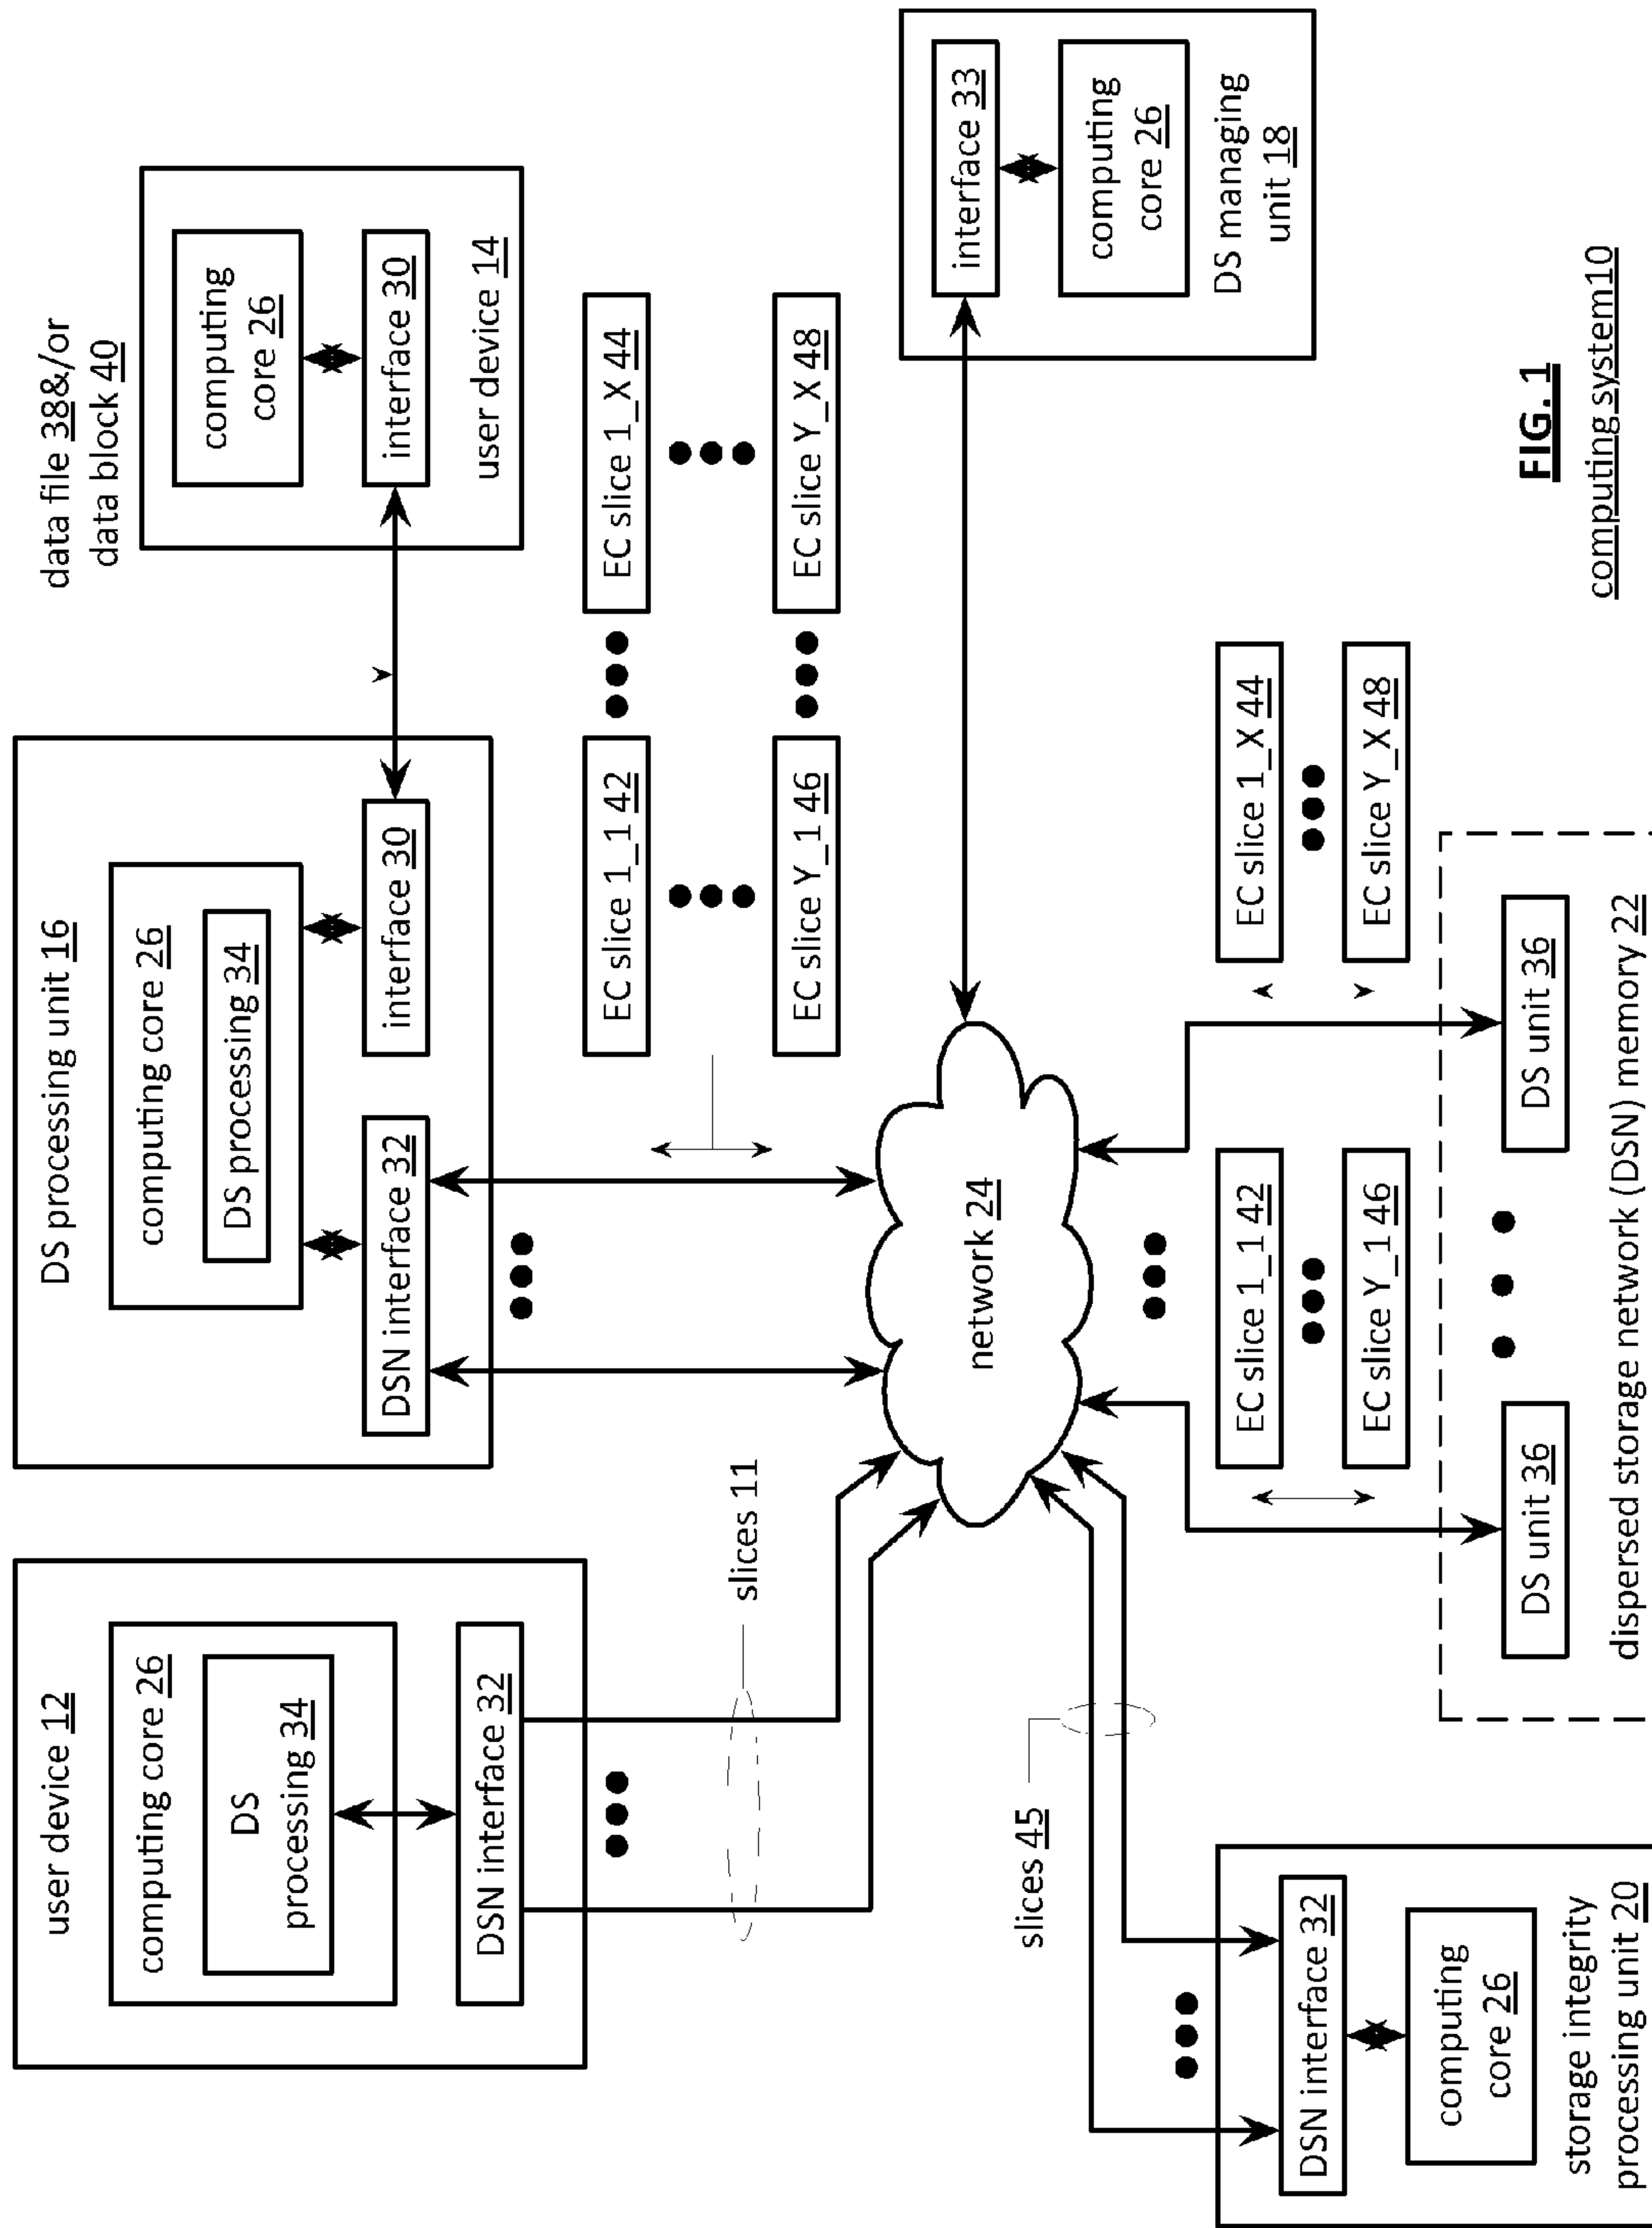 user device 12
computing core 26
DS
processing 34
DSN interface 32
slices 11
DS processing unit 16
computing core 26
DS processing 34
DSN interface 32
interface 30
data file 38&/or
data block 40
computing
core 26
interface 30
user device 14
EC slice 1_1 42
EC slice 1_X 44
EC slice Y_1 46
EC slice Y_X 48
network 24
interface 33
computing
core 26
DS managing
unit 18
slices 45
DSN interface 32
computing
core 26
storage integrity
processing unit 20
EC slice 1_1 42
EC slice Y_1 46
EC slice 1_X 44
EC slice Y_X 48
DS unit 36
DS unit 36
dispersed storage network (DSN) memory 22
FIG. 1
computing system10